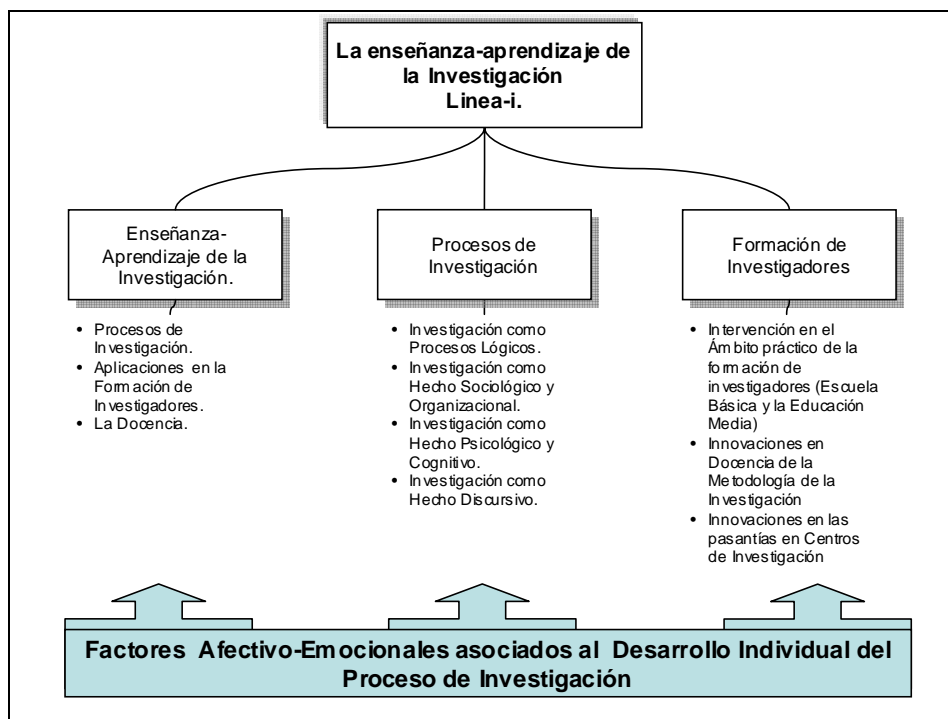 La enseñanza-aprendizaje de
la Investigación
Linea-i.
Enseñanza-
Aprendizaje de la
Investigación.
Procesos de
Investigación
Formación de
Investigadores
• Procesos de
Investigación.
• Aplicaciones en la
Formación de
Investigadores.
• La Docencia.
• Investigación como
Procesos Lógicos.
• Investigación como
Hecho Sociológico y
Organizacional.
• Investigación como
Hecho Psicológico y
Cognitivo.
• Investigación como
Hecho Discursivo.
• Intervención en el
Ámbito práctico de la
formación de
investigadores (Escuela
Básica y la Educación
Media)
• Innovaciones en
Docencia de la
Metodología de la
Investigación
• Innovaciones en las
pasantías en Centros
de Investigación
Factores Afectivo-Emocionales asociados al Desarrollo Individual del
Proceso de Investigación